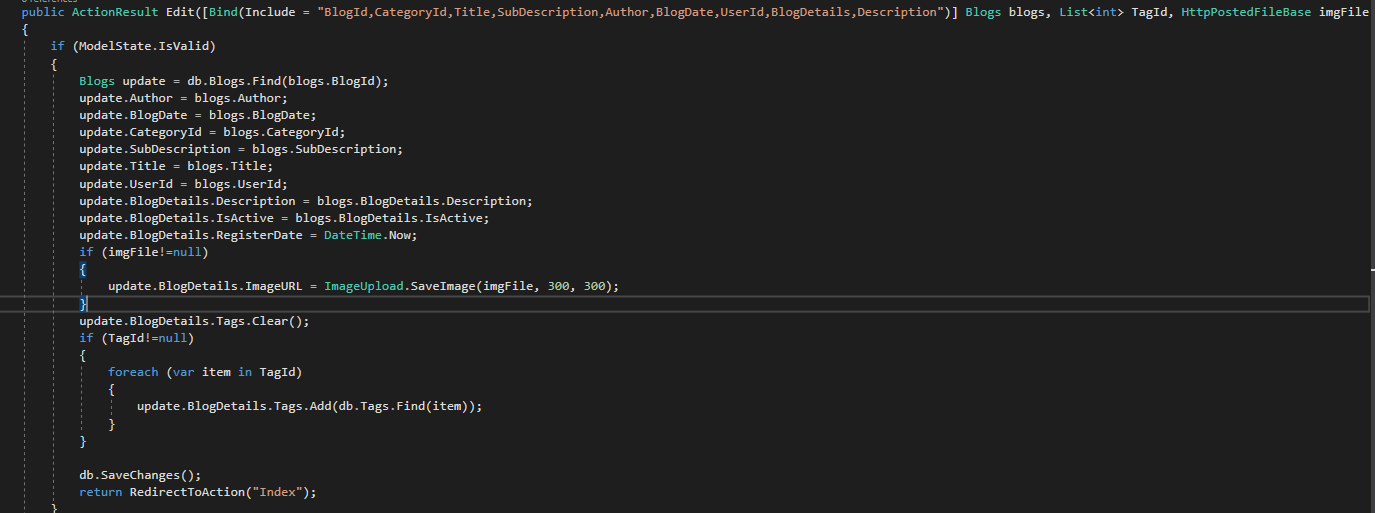 public ActionResult Edit([Bind(Include = "BlogId,CategoryId,Title,SubDescription,Author,BlogDate,UserId,BlogDetails,Description")] Blogs blogs, List<int> TagId, HttpPostedFileBase imgFile
{
if (ModelState.IsValid)
{
Blogs update = db.Blogs.Find(blogs.BlogId);
update.Author = blogs.Author;
update.BlogDate = blogs.BlogDate;
update.CategoryId = blogs.CategoryId;
update.SubDescription = blogs.SubDescription;
update.Title = blogs.Title;
update.UserId = blogs.UserId;
update.BlogDetails.Description = blogs.BlogDetails.Description;
update.BlogDetails.IsActive = blogs.BlogDetails.IsActive;
update.BlogDetails.RegisterDate = DateTime.Now;
if (imgFile!=null)
{
update.BlogDetails.ImageURL = ImageUpload.SaveImage(imgFile, 300, 300);
}
update.BlogDetails.Tags.Clear();
if (TagId!=null)
{
foreach (var item in TagId)
{
update.BlogDetails.Tags.Add(db.Tags.Find(item));
}
}
db.SaveChanges();
return RedirectToAction("Index");
}